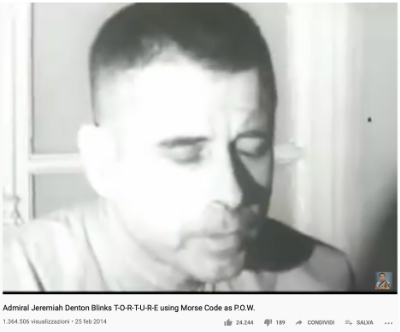 Admiral Jeremiah Denton Blinks T-O-R-T-U-R-E using Morse Code as P.O.W.
1.364.505 visualizzazioni • 25 feb 2014 24.244 189 CONDIVIDI SALVA